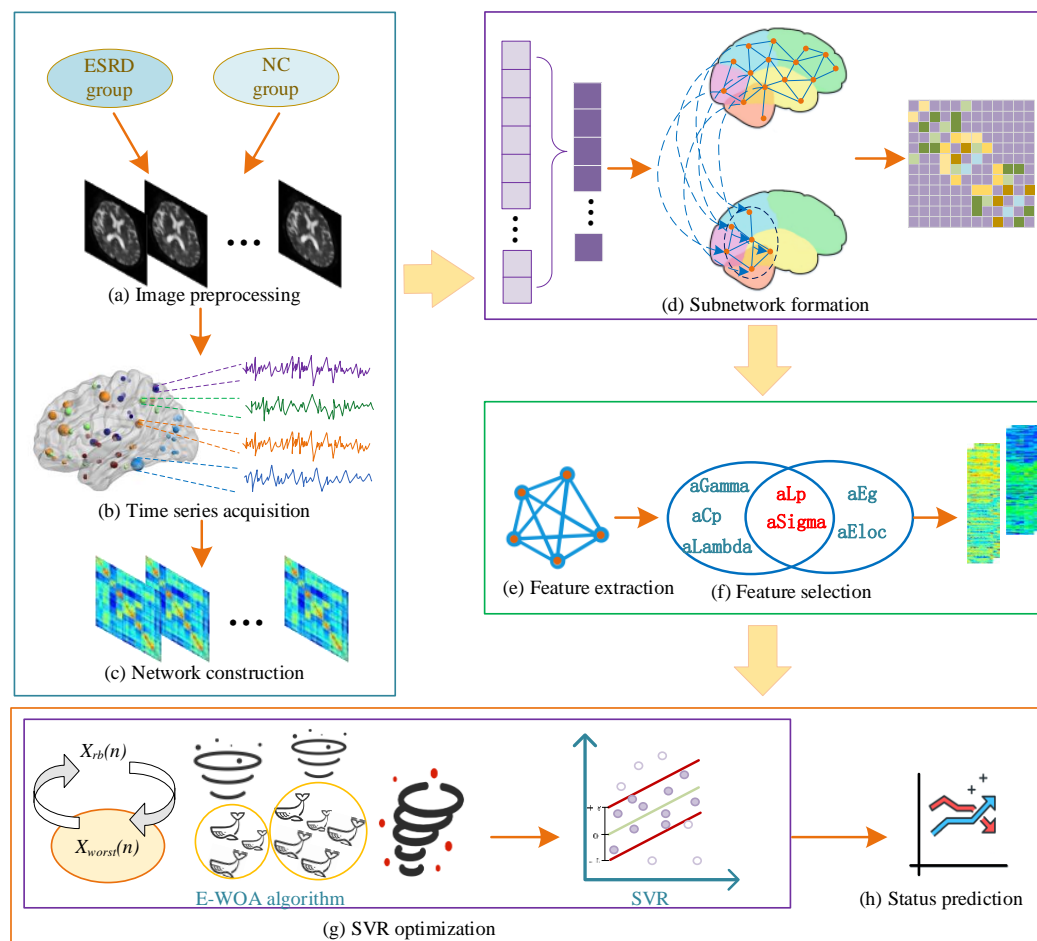 ESRD
group
NC
group
(a) Image preprocessing
(b) Time series acquisition
(c) Network construction
(d) Subnetwork formation
aGamma
aCp
aLambda
aLp
aSigma
aEg
aEloc
(e) Feature extraction
(f) Feature selection
Xrb(n)
Xworst(n)
E-WOA algorithm
0
SVR
(g) SVR optimization
(h) Status prediction